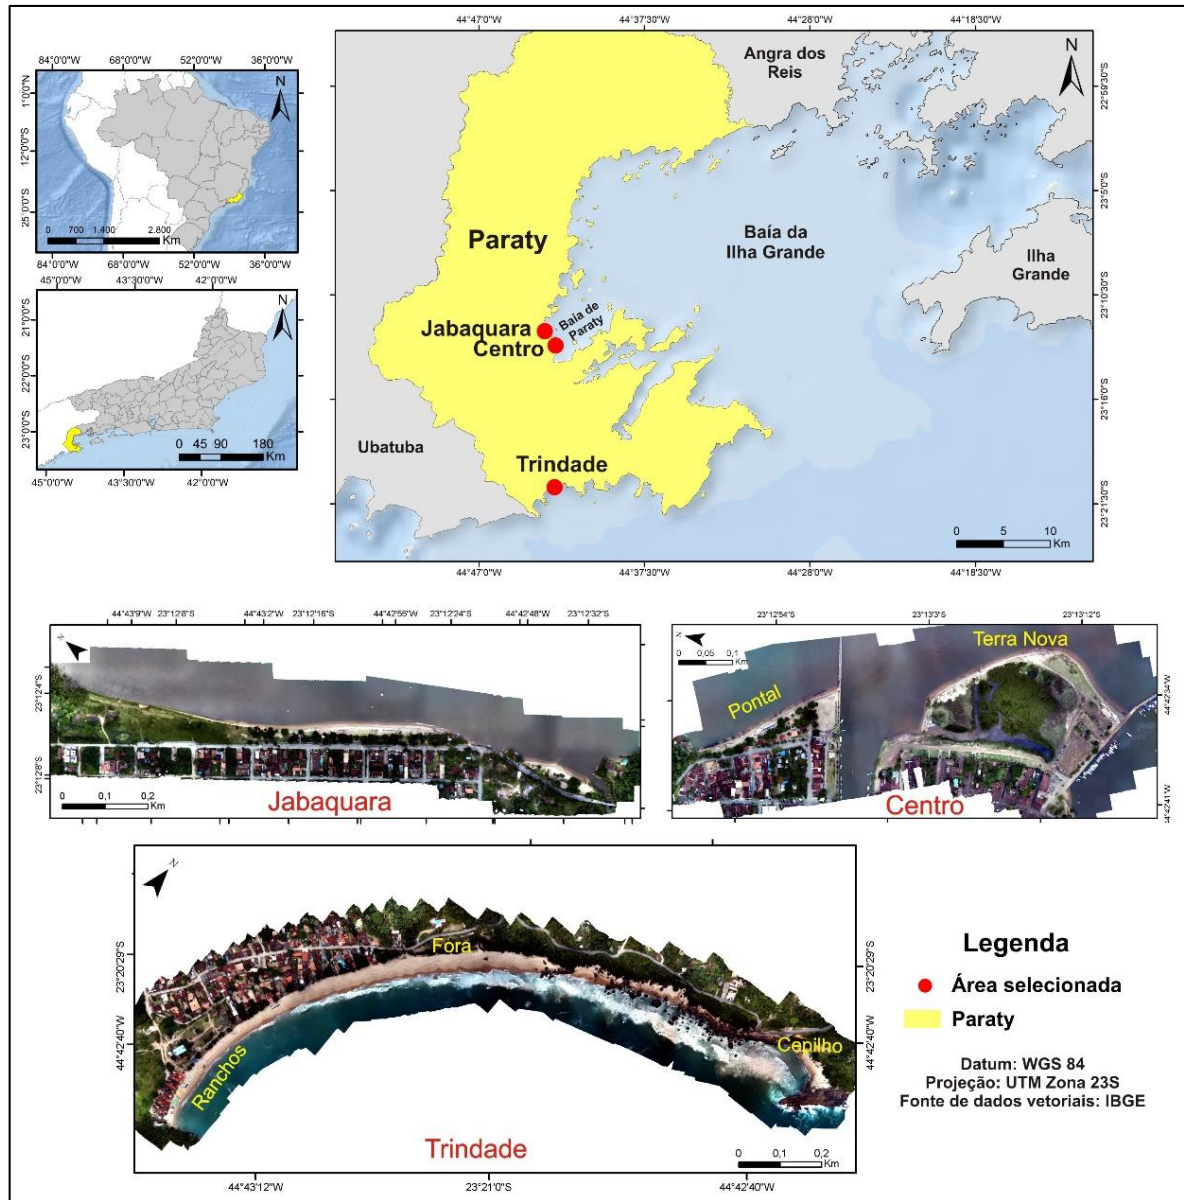 84°0'0"W 68°0'0"W 52°0'0"W 36°0'0"W
N
1°0'0"N
12°0'0"S
25°0'0"S
0 700 1.400 2.800
Km
84°0'0"W 68°0'0"W 52°0'0"W 36°0'0"W
45°0'0"W 43°30'0"W 42°0'0"W
N
21°0'0"S
22°0'0"S
23°0'0"S
0 45 90 180
Km
45°0'0"W 43°30'0"W 42°0'0"W
44°47'0"W 44°37'30"W 44°28'0"W 44°18'30"W
N
Angra dos
Reis
22°59'30"S
23°5'0"S
Paraty
Baía da
Ilha Grande
Ilha
Grande
23°10'30"S
Baía de
Paraty
Jabaquara
Centro
23°16'0"S
Ubatuba
Trindade
23°21'30"S
0 5 10
Km
44°47'0"W 44°37'30"W 44°28'0"W 44°18'30"W
44°43'9"W 23°12'8"S 44°43'2"W 23°12'16"S 44°42'56"W 23°12'24"S 44°42'48"W 23°12'32"S
N
23°12'4"S
23°12'8"S
0 0,1 0,2
Km
Jabaquara
23°12'54"S 23°13'3"S 23°13'12"S
N
0 0,05 0,1
Km
Terra Nova
Pontal
44°42'34"W
44°42'41"W
Centro
N
Fora
23°20'29"S
23°20'29"S
44°42'40"W
44°42'40"W
Cepilho
Ranchos
Trindade
0 0,1 0,2
Km
44°43'12"W 23°21'0"S 44°42'40"W
Legenda
Área selecionada
Paraty
Datum: WGS 84
Projeção: UTM Zona 23S
Fonte de dados vetoriais: IBGE